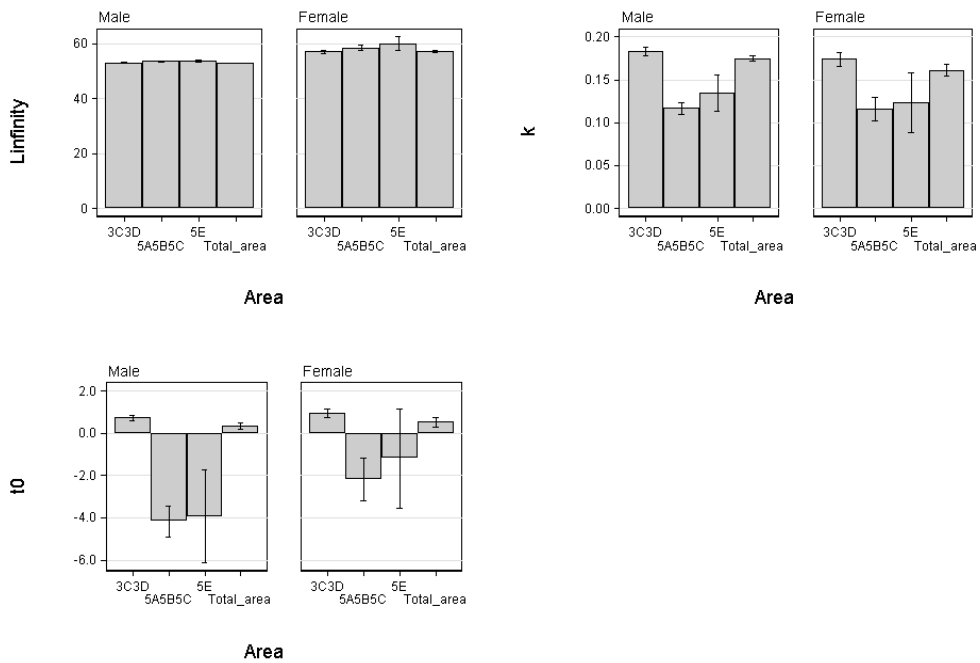 Male
Female
60
40
20
0
Linfinity
3C3D
5E
3C3D
5E
5A5B5C
Total_area
5A5B5C
Total_area
Area
Male
Female
0.20
0.15
0.10
0.05
0.00
k
3C3D
5E
3C3D
5E
5A5B5C
Total_area
5A5B5C
Total_area
Area
Male
Female
2.0
0.0
-2.0
-4.0
-6.0
t0
3C3D
5E
3C3D
5E
5A5B5C
Total_area
5A5B5C
Total_area
Area